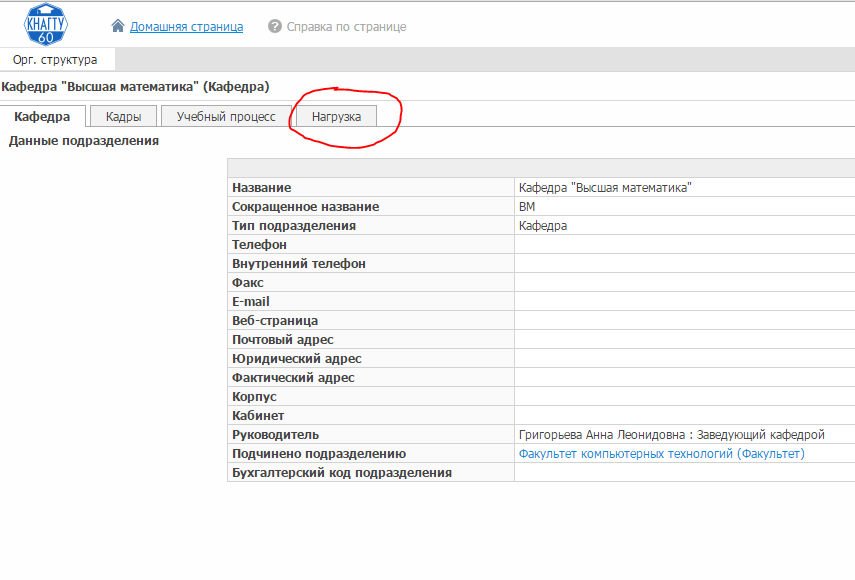 КНАГТУ
60
Домашняя страница
? Справка по странице
Орг. структура
Кафедра "Высшая математика" (Кафедра)
Кафедра Кадры Учебный процесс Нагрузка
Данные подразделения
Название Кафедра "Высшая математика"
Сокращенное название ВМ
Тип подразделения Кафедра
Телефон
Внутренний телефон
Факс
E-mail
Веб-страница
Почтовый адрес
Юридический адрес
Фактический адрес
Корпус
Кабинет
Руководитель Григорьева Анна Леонидовна : Заведующий кафедрой
Подчинено подразделению Факультет компьютерных технологий (Факультет)
Бухгалтерский код подразделения